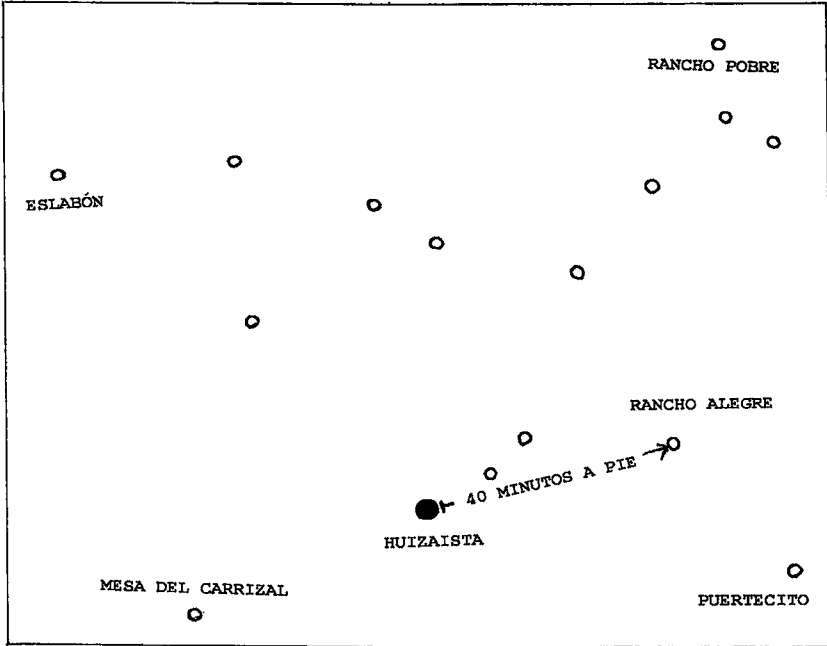 RANCHO POBRE
ESLABÓN
RANCHO ALEGRE
40 MINUTOS A PIE
HUIZAISTA
MESA DEL CARRIZAL
PUERTECITO